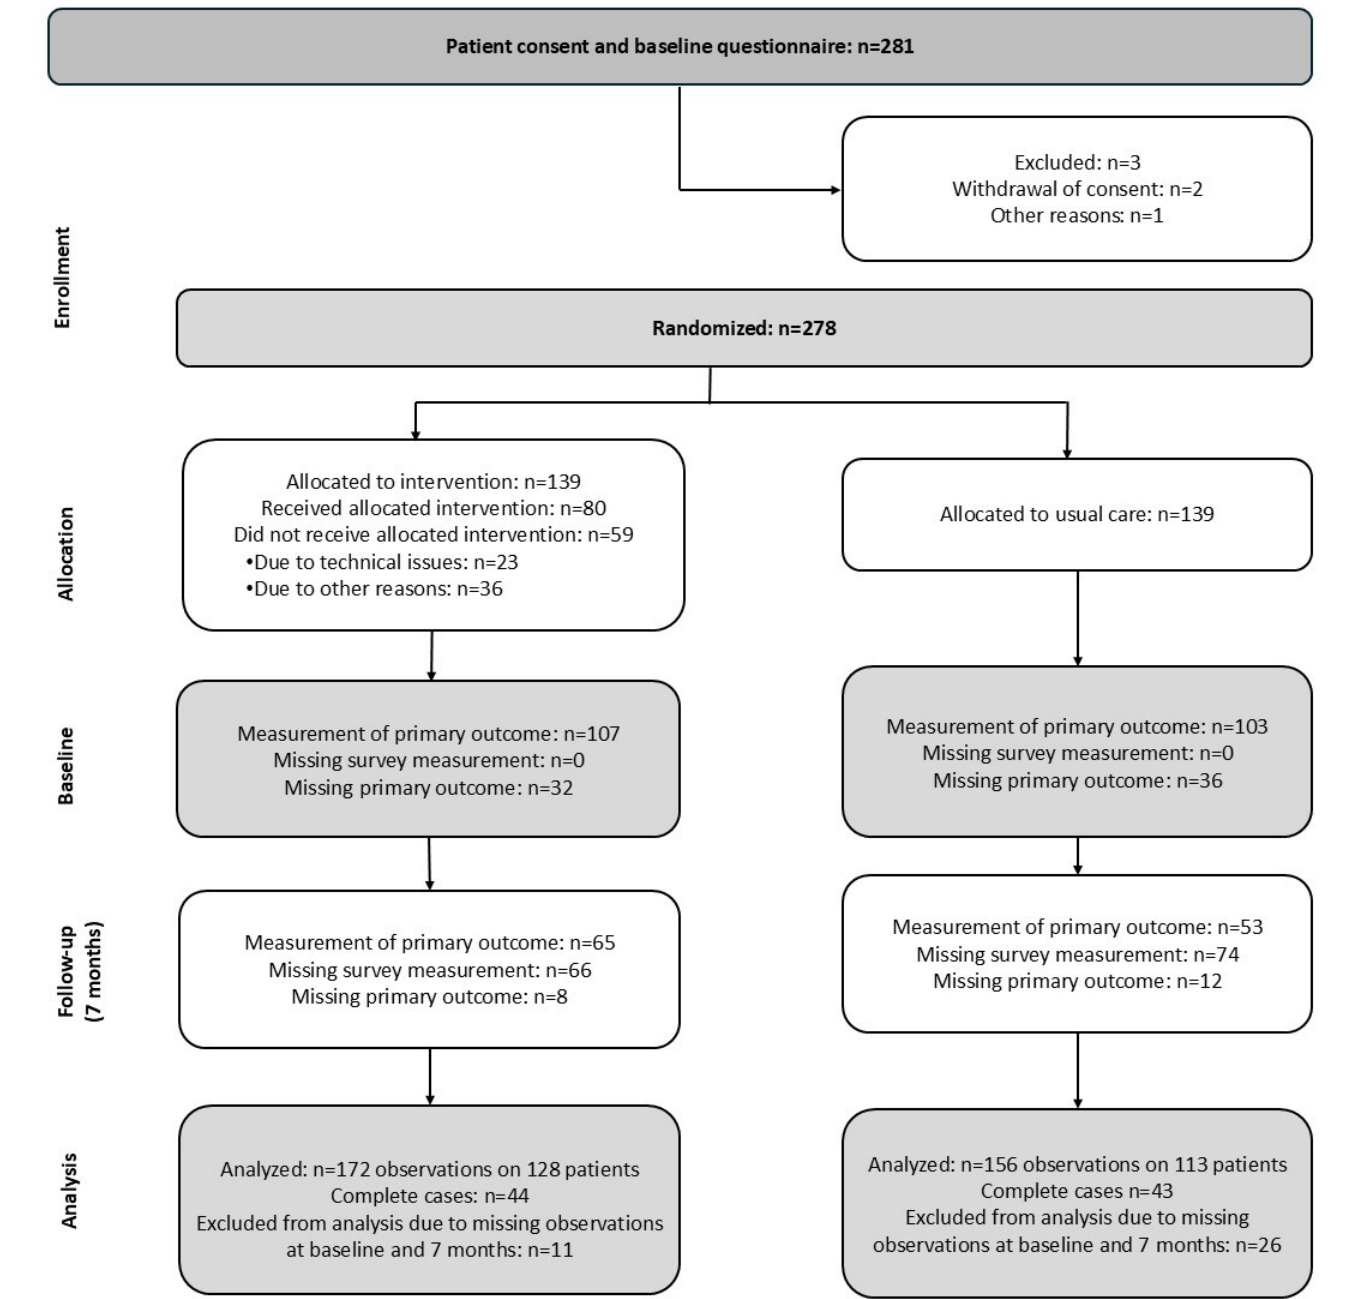 Patient consent and baseline questionnaire: n=281
Excluded: n=3
Withdrawal of consent: n=2
Other reasons: n=1
Enrollment
Randomized: n=278
Allocation
Allocated to intervention: n=139
Received allocated intervention: n=80
Did not receive allocated intervention: n=59
•Due to technical issues: n=23
•Due to other reasons: n=36
Allocated to usual care: n=139
Baseline
Measurement of primary outcome: n=107
Missing survey measurement: n=0
Missing primary outcome: n=32
Measurement of primary outcome: n=103
Missing survey measurement: n=0
Missing primary outcome: n=36
Follow-up
(7 months)
Measurement of primary outcome: n=65
Missing survey measurement: n=66
Missing primary outcome: n=8
Measurement of primary outcome: n=53
Missing survey measurement: n=74
Missing primary outcome: n=12
Analysis
Analyzed: n=172 observations on 128 patients
Complete cases: n=44
Excluded from analysis due to missing observations
at baseline and 7 months: n=11
Analyzed: n=156 observations on 113 patients
Complete cases n=43
Excluded from analysis due to missing
observations at baseline and 7 months: n=26